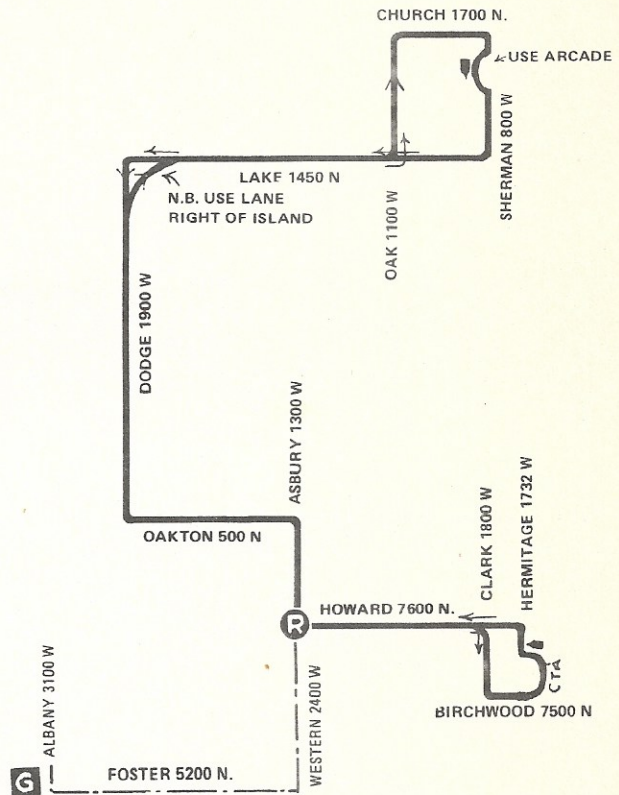 CHURCH 1700 N.
USE ARCADE
SHERMAN 800 W
LAKE 1450 N
N.B. USE LANE
RIGHT OF ISLAND
OAK 1100 W
DODGE 1900 W
ASBURY 1300 W
OAKTON 500 N
CLARK 1800 W
HERMITAGE 1732 W
HOWARD 7600 N.
R
CTA
BIRCHWOOD 7500 N
ALBANY 3100 W
WESTERN 2400 W
FOSTER 5200 N.
G